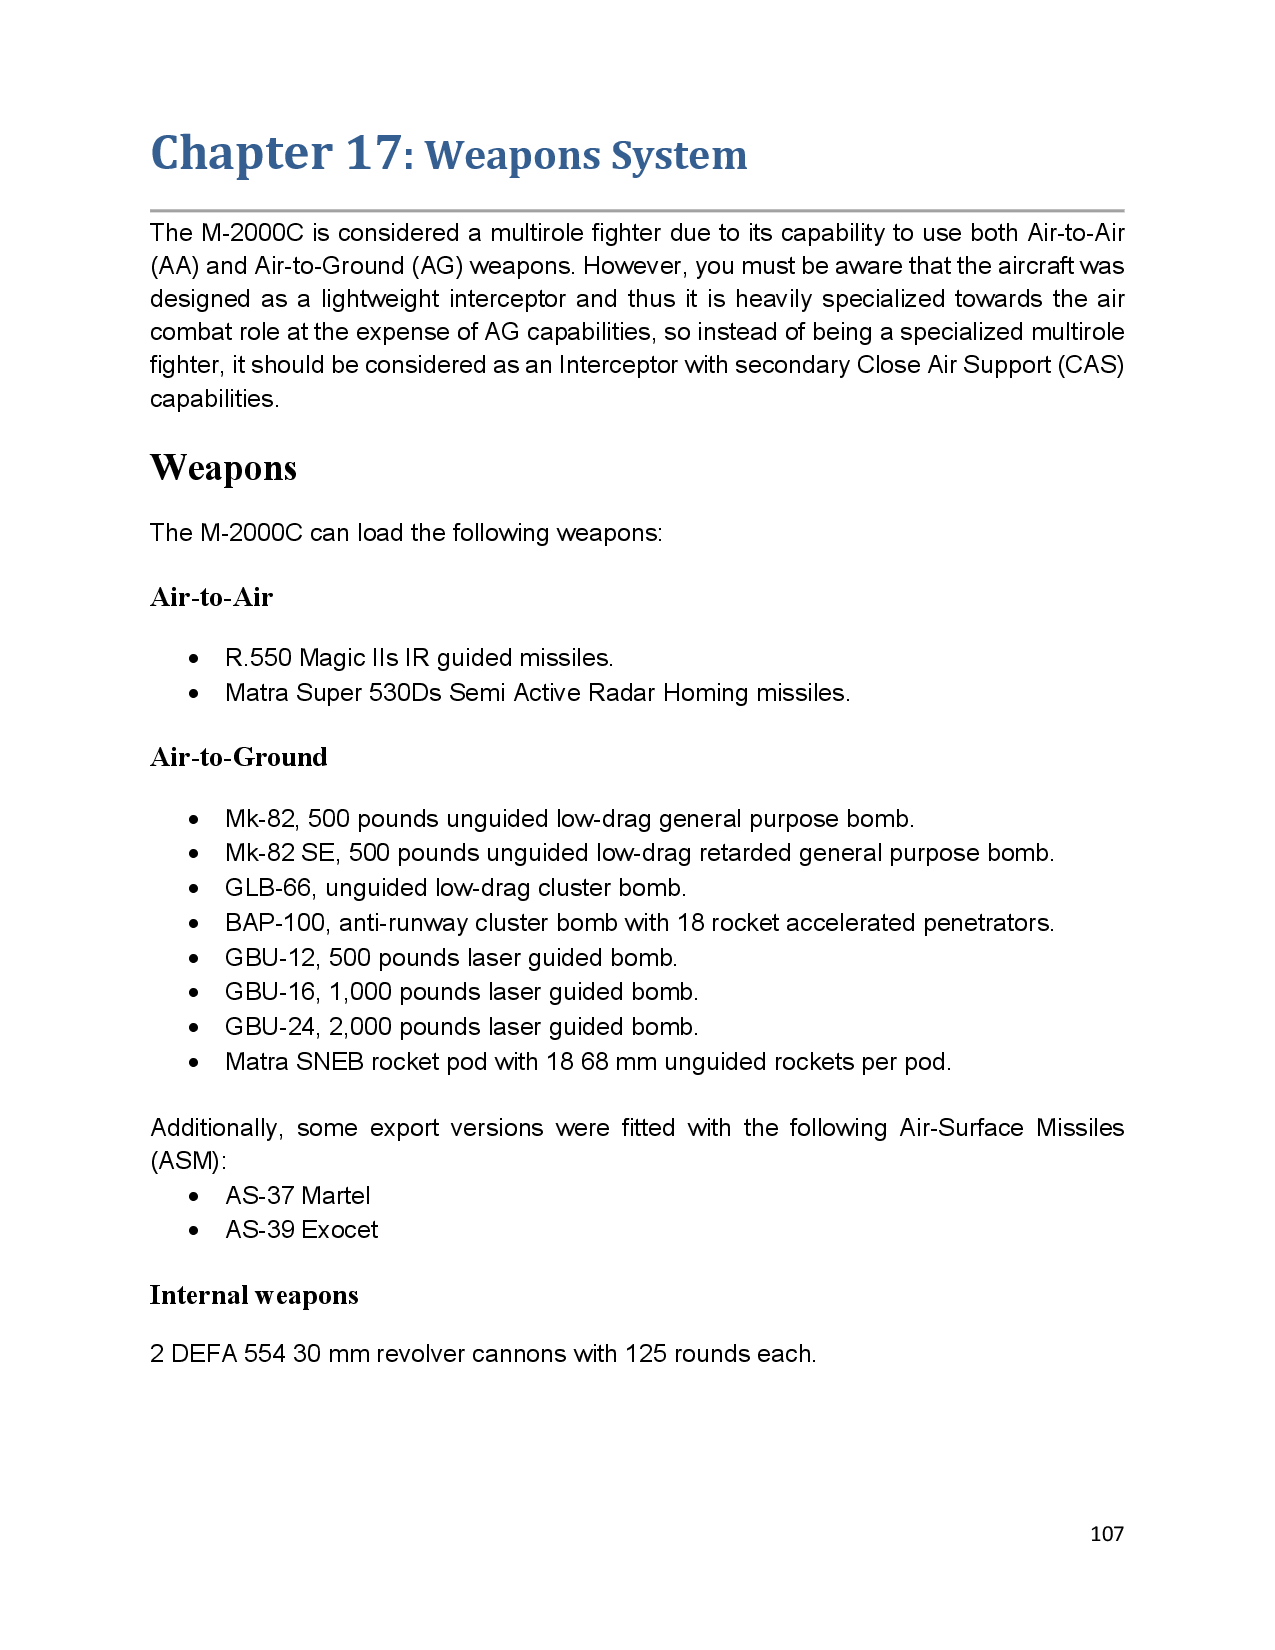 Chapter 17: Weapons System
The M-2000C is considered a multirole fighter due to its capability to use both Air-to-Air
(AA) and Air-to-Ground (AG) weapons. However, you must be aware that the aircraft was
designed as a lightweight interceptor and thus it is heavily specialized towards the air
combat role at the expense of AG capabilities, so instead of being a specialized multirole
fighter, it should be considered as an Interceptor with secondary Close Air Support (CAS)
capabilities.
Weapons
The M-2000C can load the following weapons:
Air-to-Air
• R.550 Magic IIs IR guided missiles.
• Matra Super 530Ds Semi Active Radar Homing missiles.
Air-to-Ground
• Mk-82, 500 pounds unguided low-drag general purpose bomb.
• Mk-82 SE, 500 pounds unguided low-drag retarded general purpose bomb.
• GLB-66, unguided low-drag cluster bomb.
• BAP-100, anti-runway cluster bomb with 18 rocket accelerated penetrators.
• GBU-12, 500 pounds laser guided bomb.
• GBU-16, 1,000 pounds laser guided bomb.
• GBU-24, 2,000 pounds laser guided bomb.
• Matra SNEB rocket pod with 18 68 mm unguided rockets per pod.
Additionally, some export versions were fitted with the following Air-Surface Missiles
(ASM):
• AS-37 Martel
• AS-39 Exocet
Internal weapons
2 DEFA 554 30 mm revolver cannons with 125 rounds each.
107